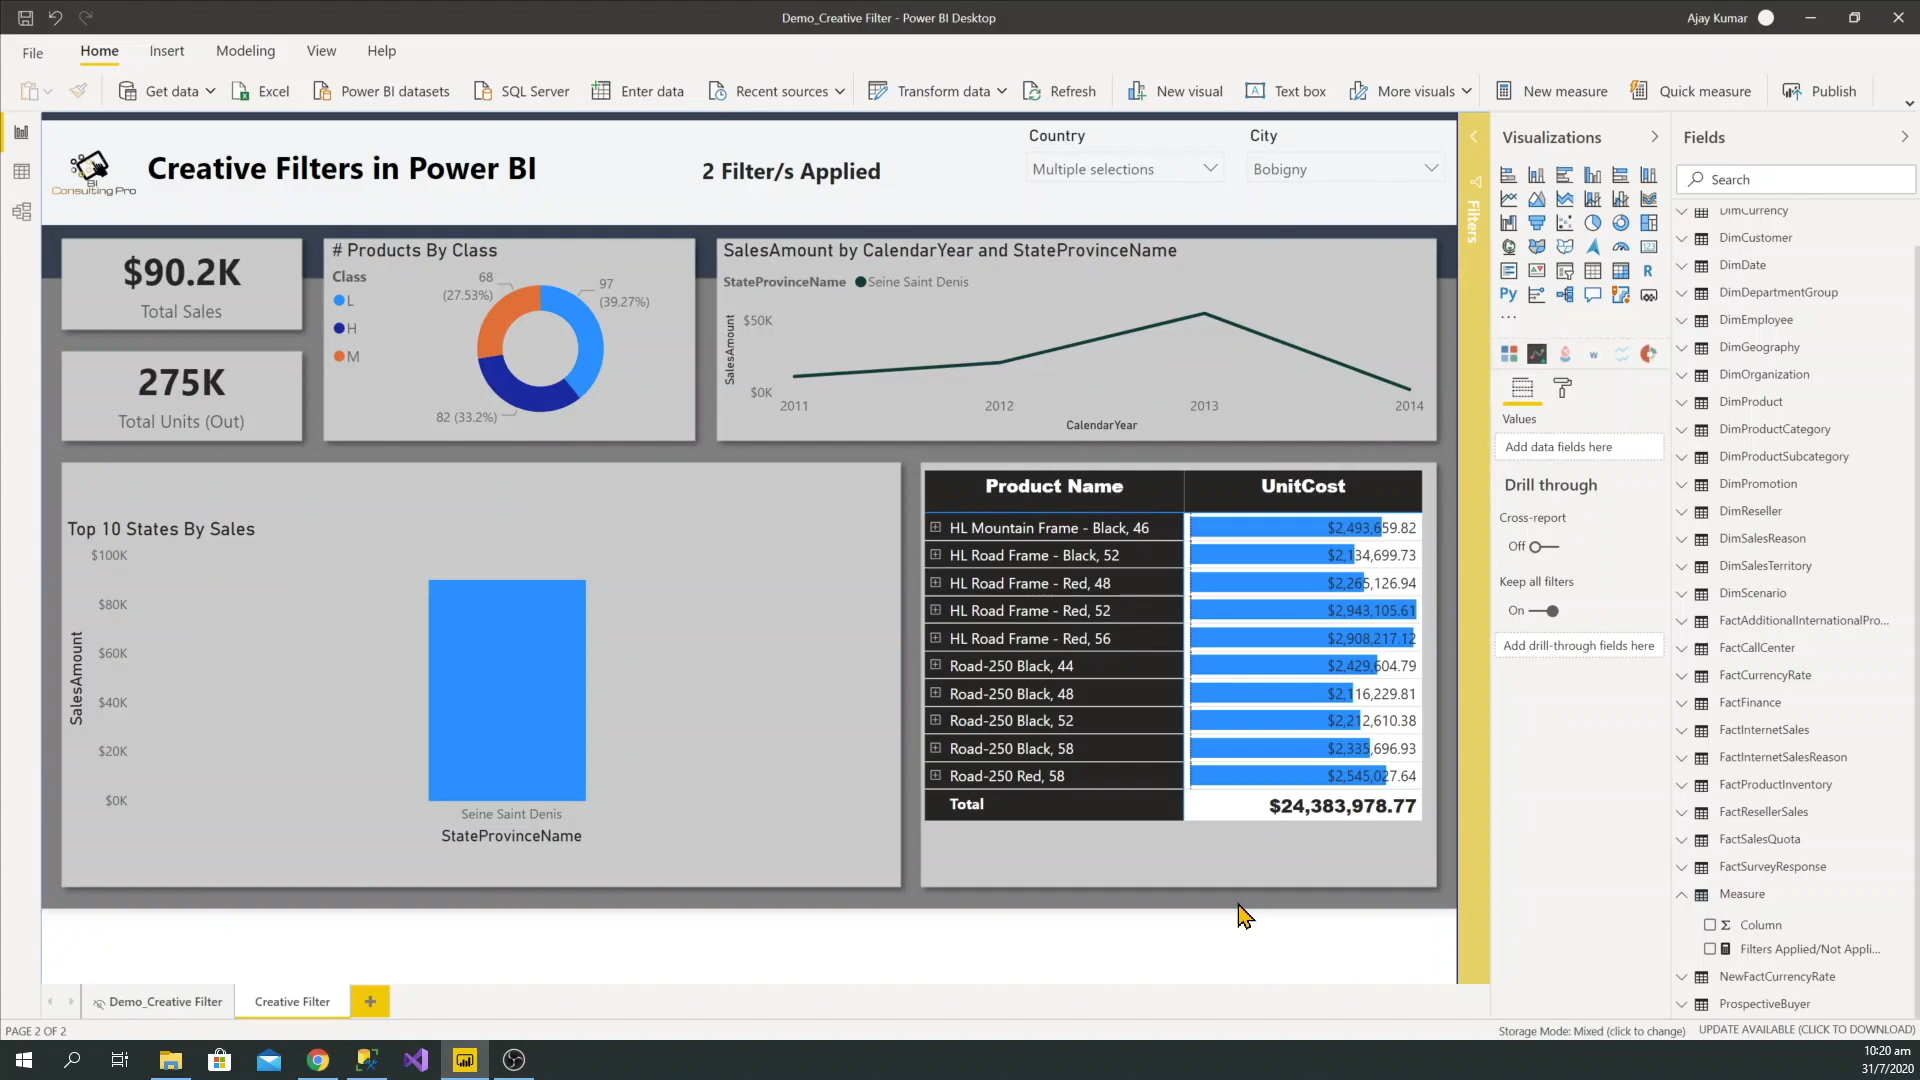 Demo_Creative Filter - Power BI Desktop
Ajay Kumar
File
Home
Insert
Modeling
View
Help
Get data
Excel
Power BI datasets
SQL Server
Enter data
Recent sources
Transform data
Refresh
New visual
Text box
More visuals
New measure
Quick measure
Publish
BI
Consulting Pro
Creative Filters in Power BI
2 Filter/s Applied
Country
Multiple selections
City
Bobigny
$90.2K
Total Sales
275K
Total Units (Out)
# Products By Class
Class
L
H
M
68
(27.53%)
97
(39.27%)
82 (33.2%)
SalesAmount by CalendarYear and StateProvinceName
StateProvinceName
Seine Saint Denis
SalesAmount
$50K
$0K
2011
2012
2013
2014
CalendarYear
Top 10 States By Sales
SalesAmount
$100K
$80K
$60K
$40K
$20K
$0K
Seine Saint Denis
StateProvinceName
Product Name UnitCost
HL Mountain Frame - Black, 46 $2,493,659.82
HL Road Frame - Black, 52 $2,134,699.73
HL Road Frame - Red, 48 $2,265,126.94
HL Road Frame - Red, 52 $2,943,105.61
HL Road Frame - Red, 56 $2,908,217.12
Road-250 Black, 44 $2,429,604.79
Road-250 Black, 48 $2,116,229.81
Road-250 Black, 52 $2,212,610.38
Road-250 Black, 58 $2,335,696.93
Road-250 Red, 58 $2,545,027.64
Total $24,383,978.77
Filters
Visualizations
R
Py
...
W
Values
Add data fields here
Drill through
Cross-report
Off
Keep all filters
On
Add drill-through fields here
Fields
Search
DimCurrency
DimCustomer
DimDate
DimDepartmentGroup
DimEmployee
DimGeography
DimOrganization
DimProduct
DimProductCategory
DimProductSubcategory
DimPromotion
DimReseller
DimSalesReason
DimSalesTerritory
DimScenario
FactAdditionalInternationalPro...
FactCallCenter
FactCurrencyRate
FactFinance
FactInternetSales
FactInternetSalesReason
FactProductInventory
FactResellerSales
FactSalesQuota
FactSurveyResponse
Measure
Σ Column
Filters Applied/Not Appli...
NewFactCurrencyRate
ProspectiveBuyer
Demo_Creative Filter
Creative Filter
+
PAGE 2 OF 2
Storage Mode: Mixed (click to change)
UPDATE AVAILABLE (CLICK TO DOWNLOAD)
10:20 am
31/7/2020